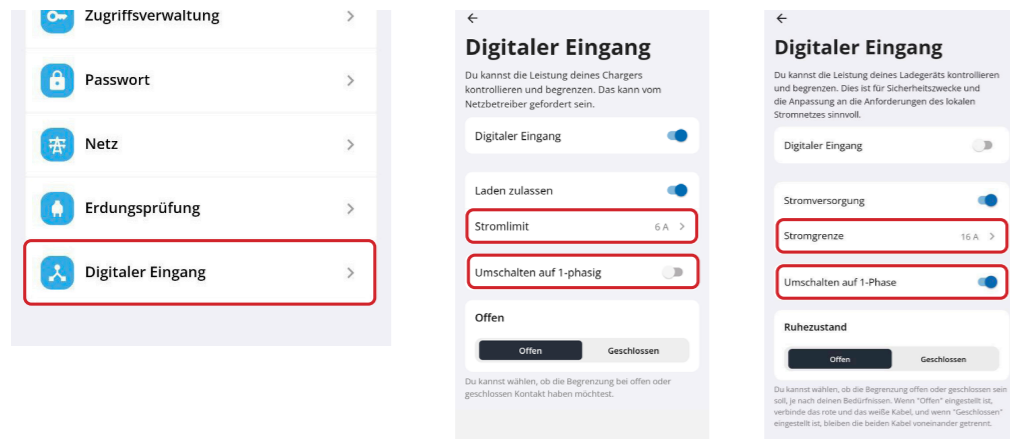 Zugriffsverwaltung
Passwort
Netz
Erdungsprüfung
Digitaler Eingang
Digitaler Eingang
Du kannst die Leistung deines Chargers
kontrollieren und begrenzen. Das kann vom
Netzbetreiber gefordert sein.
Digitaler Eingang
Laden zulassen
Stromlimit 6 A
Umschalten auf 1-phasig
Offen
Offen Geschlossen
Du kannst wählen, ob die Begrenzung bei offen oder
geschlossen Kontakt haben möchtest.
Digitaler Eingang
Du kannst die Leistung deines Ladegeräts kontrollieren
und begrenzen. Dies ist für Sicherheitszwecke und
die Anpassung an die Anforderungen des lokalen
Stromnetzes sinnvoll.
Digitaler Eingang
Stromversorgung
Stromgrenze 16 A
Umschalten auf 1-Phase
Ruhezustand
Offen Geschlossen
Du kannst wählen, ob die Begrenzung offen oder geschlossen sein
soll, je nach deinen Bedürfnissen. Wenn "Offen" eingestellt ist,
verbinde das rote und das weiße Kabel, und wenn "Geschlossen"
eingestellt ist, bleiben die beiden Kabel voneinander getrennt.